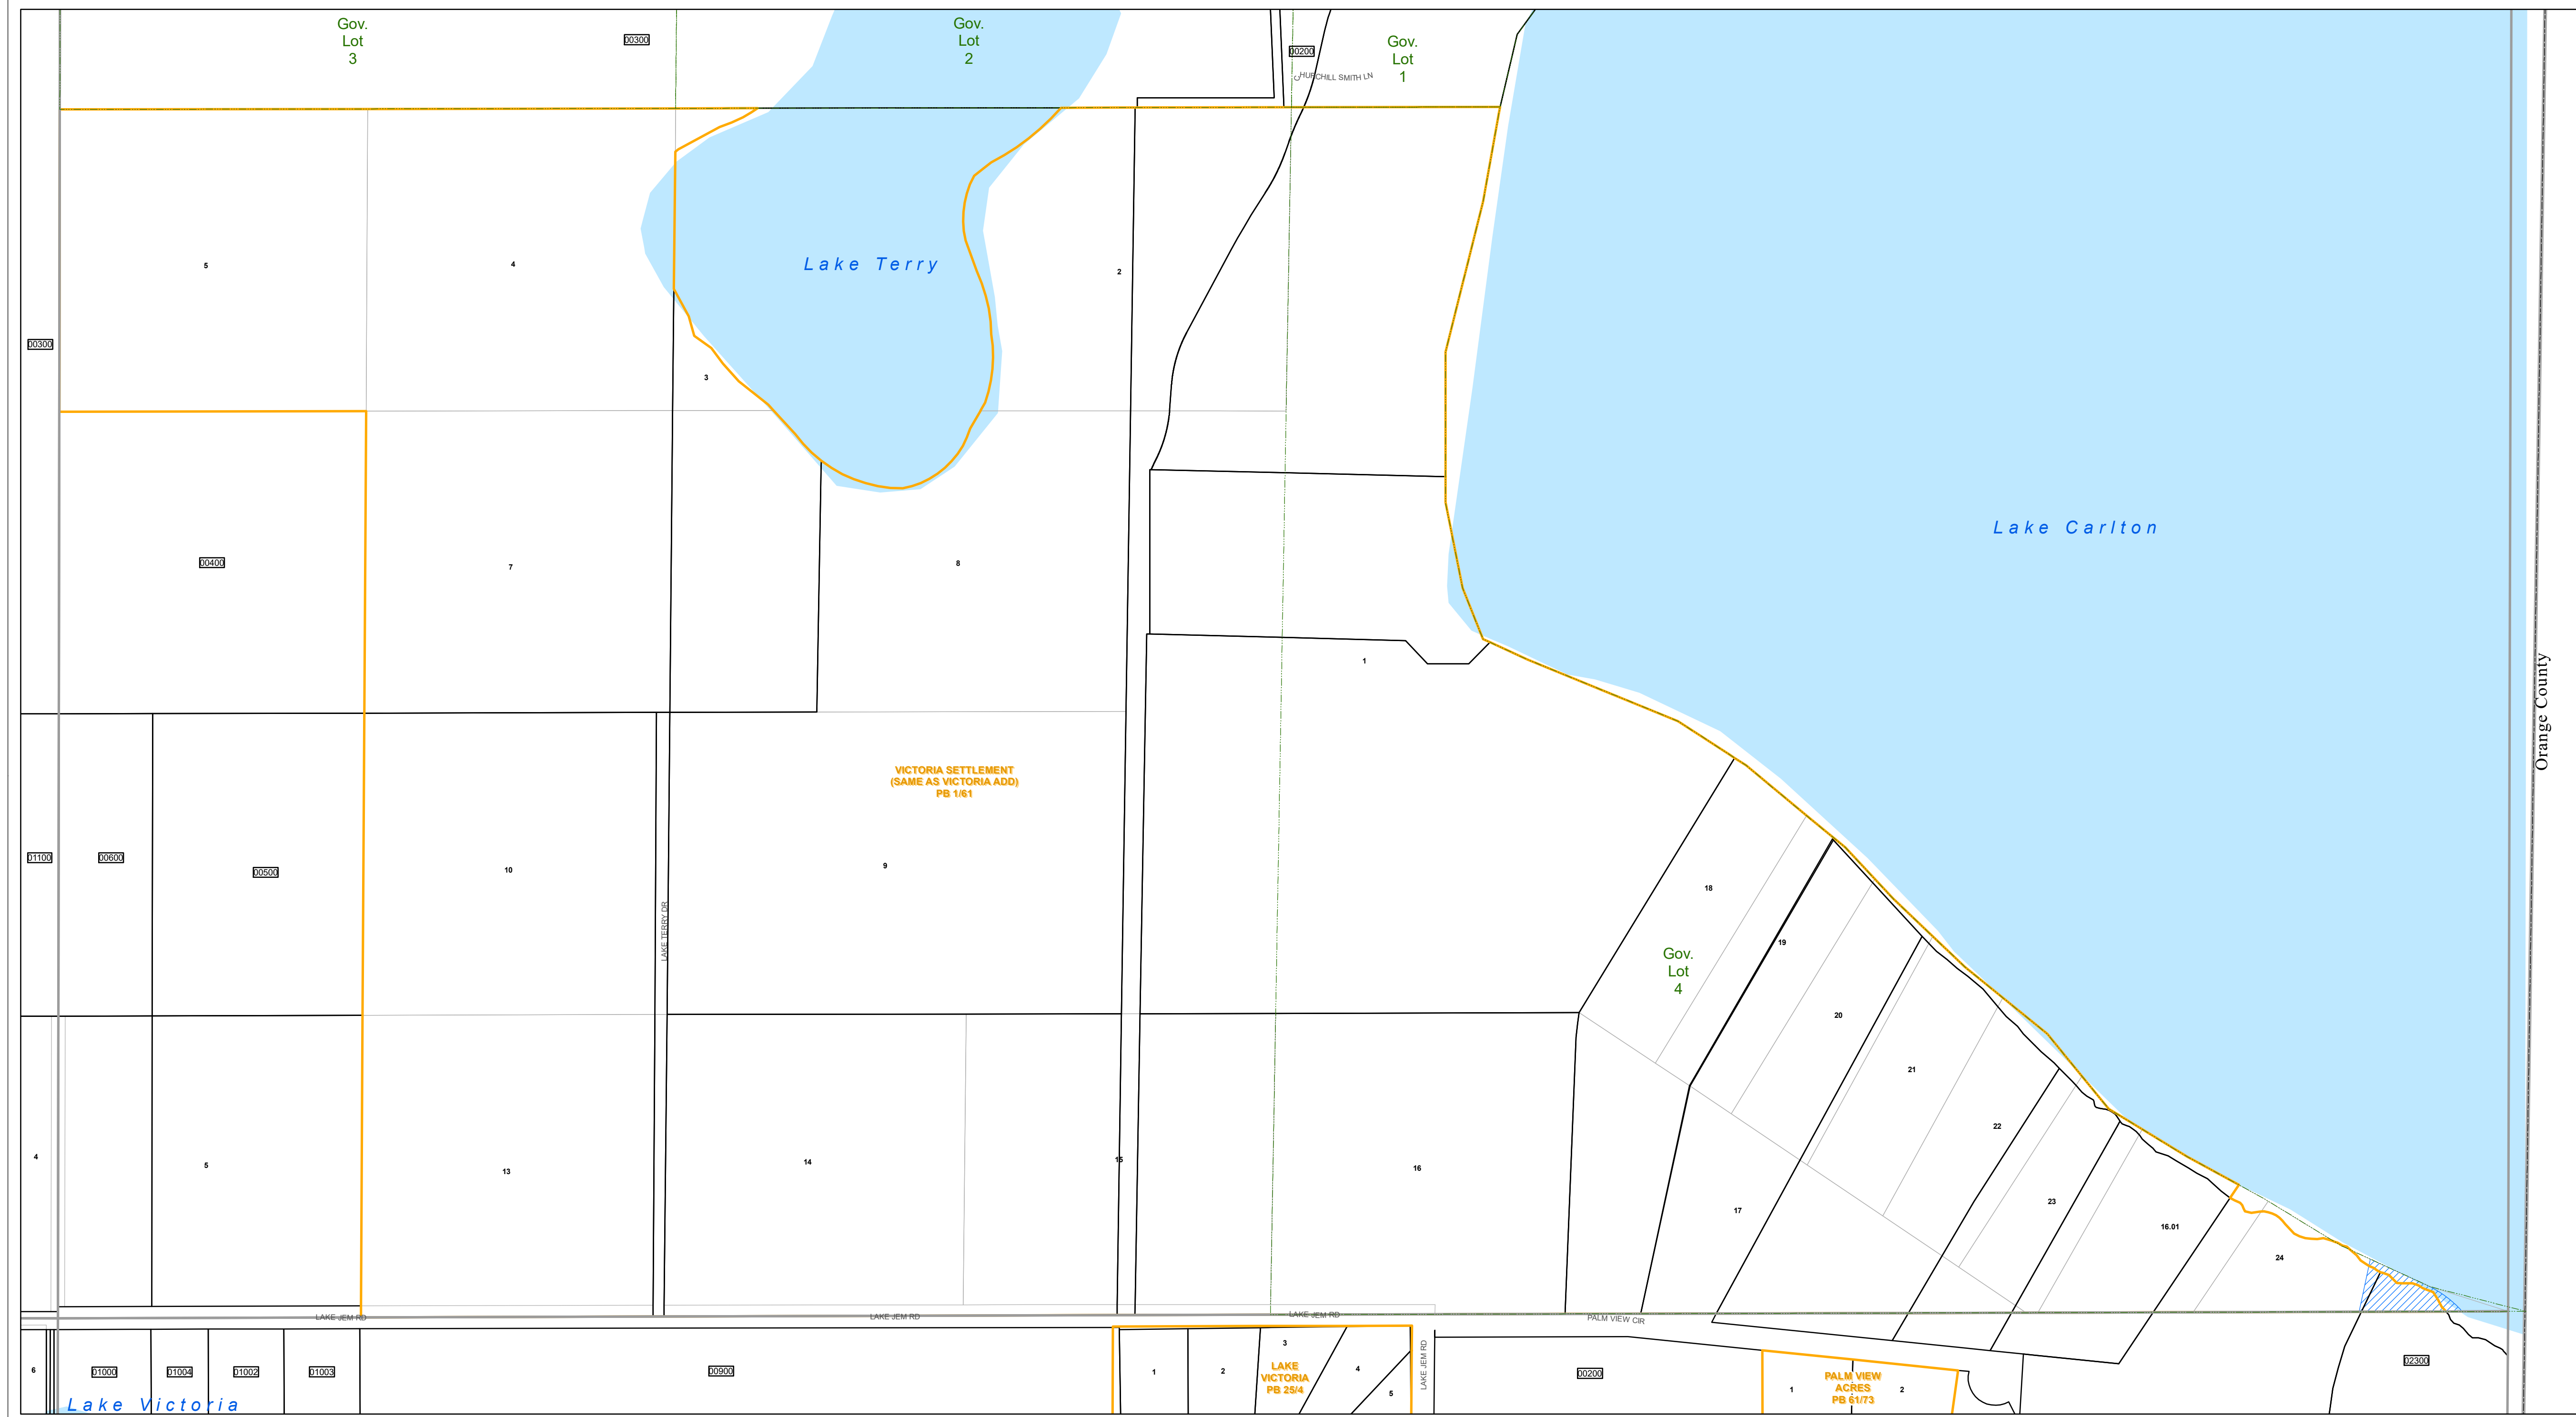 Gov.
Lot
3
00300
Gov.
Lot
2
00200
Gov.
Lot
1
CHURCHILL SMITH LN
5
4
Lake Terry
2
00300
3
Lake Carlton
00400
7
8
1
Orange County
VICTORIA SETTLEMENT
(SAME AS VICTORIA ADD)
PB 1/61
01100
00600
00500
10
9
LAKE TERRY DR
18
19
Gov.
Lot
4
20
21
22
4
5
13
14
15
16
17
23
16.01
24
LAKE JEM RD
LAKE JEM RD
LAKE JEM RD
PALM VIEW CIR
6
01000
01004
01002
01003
00900
1
2
3
LAKE
VICTORIA
PB 25/4
4
5
LAKE JEM RD
00200
1
PALM VIEW
ACRES
PB 61/73
2
02300
Lake Victoria